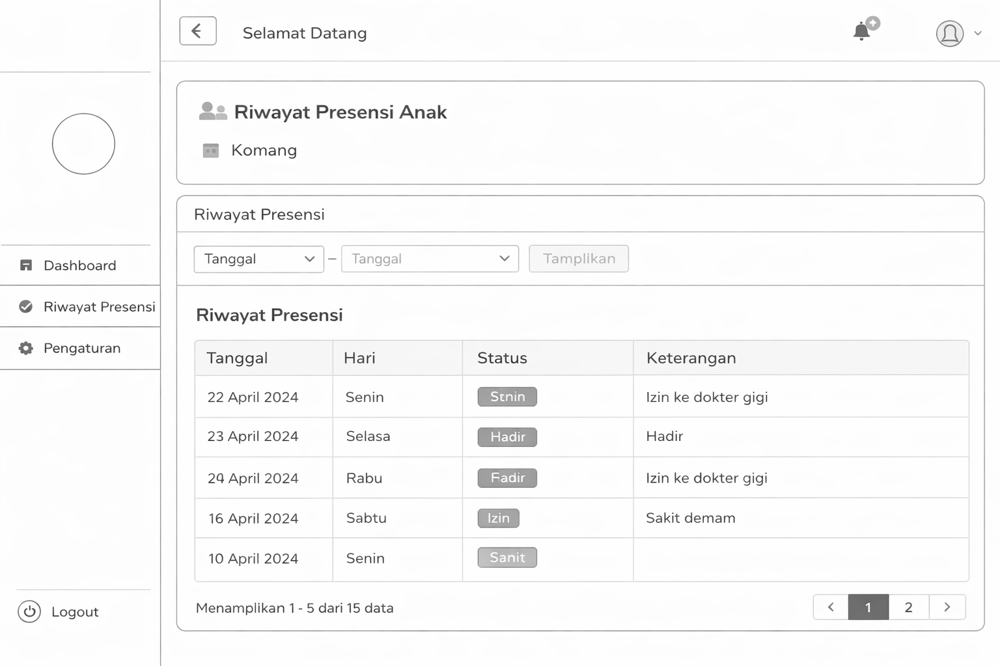 Selamat Datang
Riwayat Presensi Anak
Komang
Riwayat Presensi
Tanggal – Tanggal Tamplikan
Dashboard
Riwayat Presensi
Pengaturan
Logout
Riwayat Presensi
Tanggal Hari Status Keterangan
22 April 2024 Senin Stnin Izin ke dokter gigi
23 April 2024 Selasa Hadir Hadir
24 April 2024 Rabu Fadir Izin ke dokter gigi
16 April 2024 Sabtu Izin Sakit demam
10 April 2024 Senin Sanit
Menamplikan 1 - 5 dari 15 data
1 2